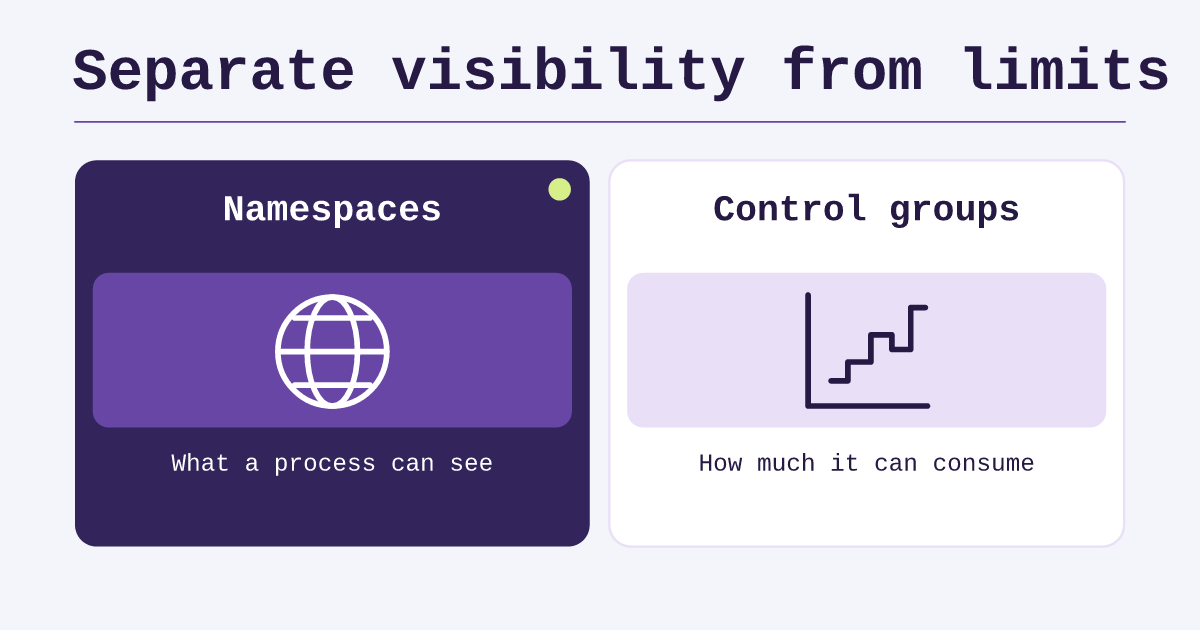 Separate visibility from limits
Namespaces
Control groups
What a process can see
How much it can consume